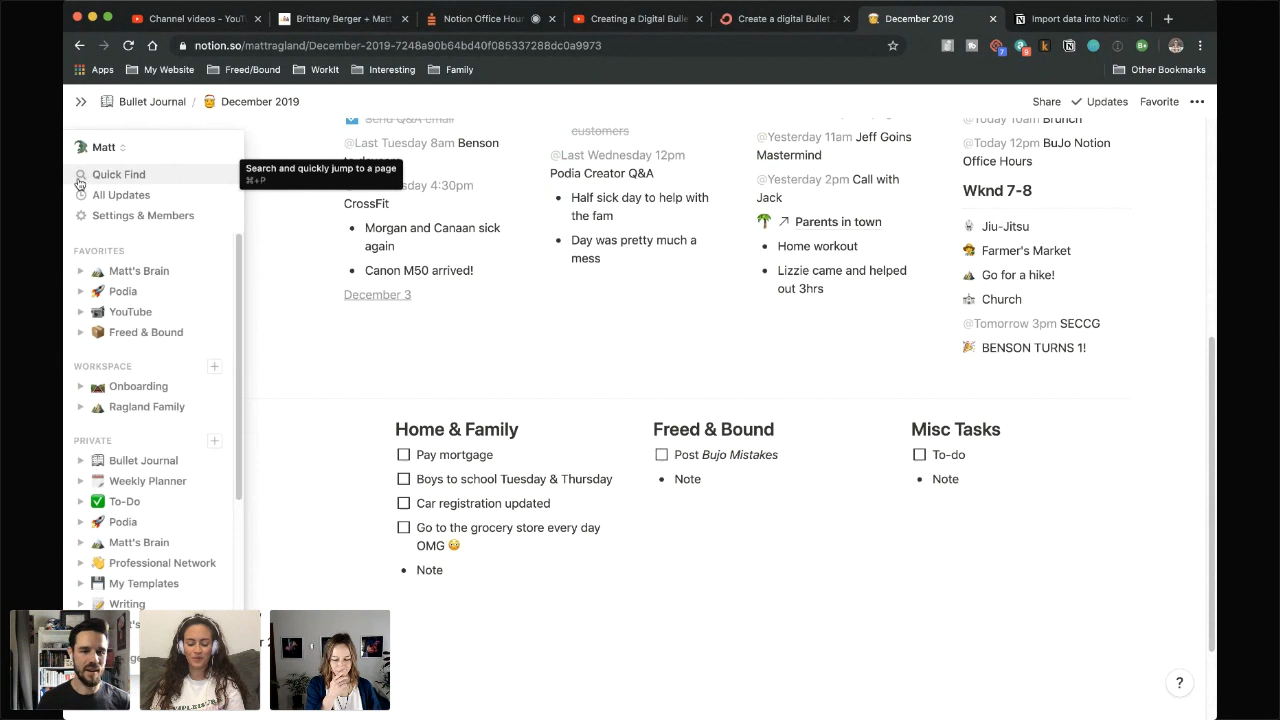 Channel videos - YouT
Brittany Berger + Matt
Notion Office Hour
Creating a Digital Bullet
Create a digital Bullet
December 2019
Import data into Notion
notion.so/mattragland/December-2019-7248a90b64bd40f085337288dc0a9973
Apps
My Website
Freed/Bound
WorkIt
Interesting
Family
Other Bookmarks
Bullet Journal / December 2019
Share
Updates
Favorite
Matt
Quick Find
All Updates
Settings & Members
Search and quickly jump to a page
⌘+P
FAVORITES
Matt's Brain
Podia
YouTube
Freed & Bound
WORKSPACE
Onboarding
Ragland Family
PRIVATE
Bullet Journal
Weekly Planner
To-Do
Podia
Matt's Brain
Professional Network
My Templates
Writing
Send Q&A email
@Last Tuesday 8am Benson
4:30pm
CrossFit
Morgan and Canaan sick
again
Canon M50 arrived!
December 3
customers
@Last Wednesday 12pm
Podia Creator Q&A
Half sick day to help with
the fam
Day was pretty much a
mess
@Yesterday 11am Jeff Goins
Mastermind
@Yesterday 2pm Call with
Jack
Parents in town
Home workout
Lizzie came and helped
out 3hrs
@Today 10am Brunch
@Today 12pm BuJo Notion
Office Hours
Wknd 7-8
Jiu-Jitsu
Farmer's Market
Go for a hike!
Church
@Tomorrow 3pm SECCG
BENSON TURNS 1!
Home & Family
Pay mortgage
Boys to school Tuesday & Thursday
Car registration updated
Go to the grocery store every day
OMG
Note
Freed & Bound
Post Bujo Mistakes
Note
Misc Tasks
To-do
Note
?